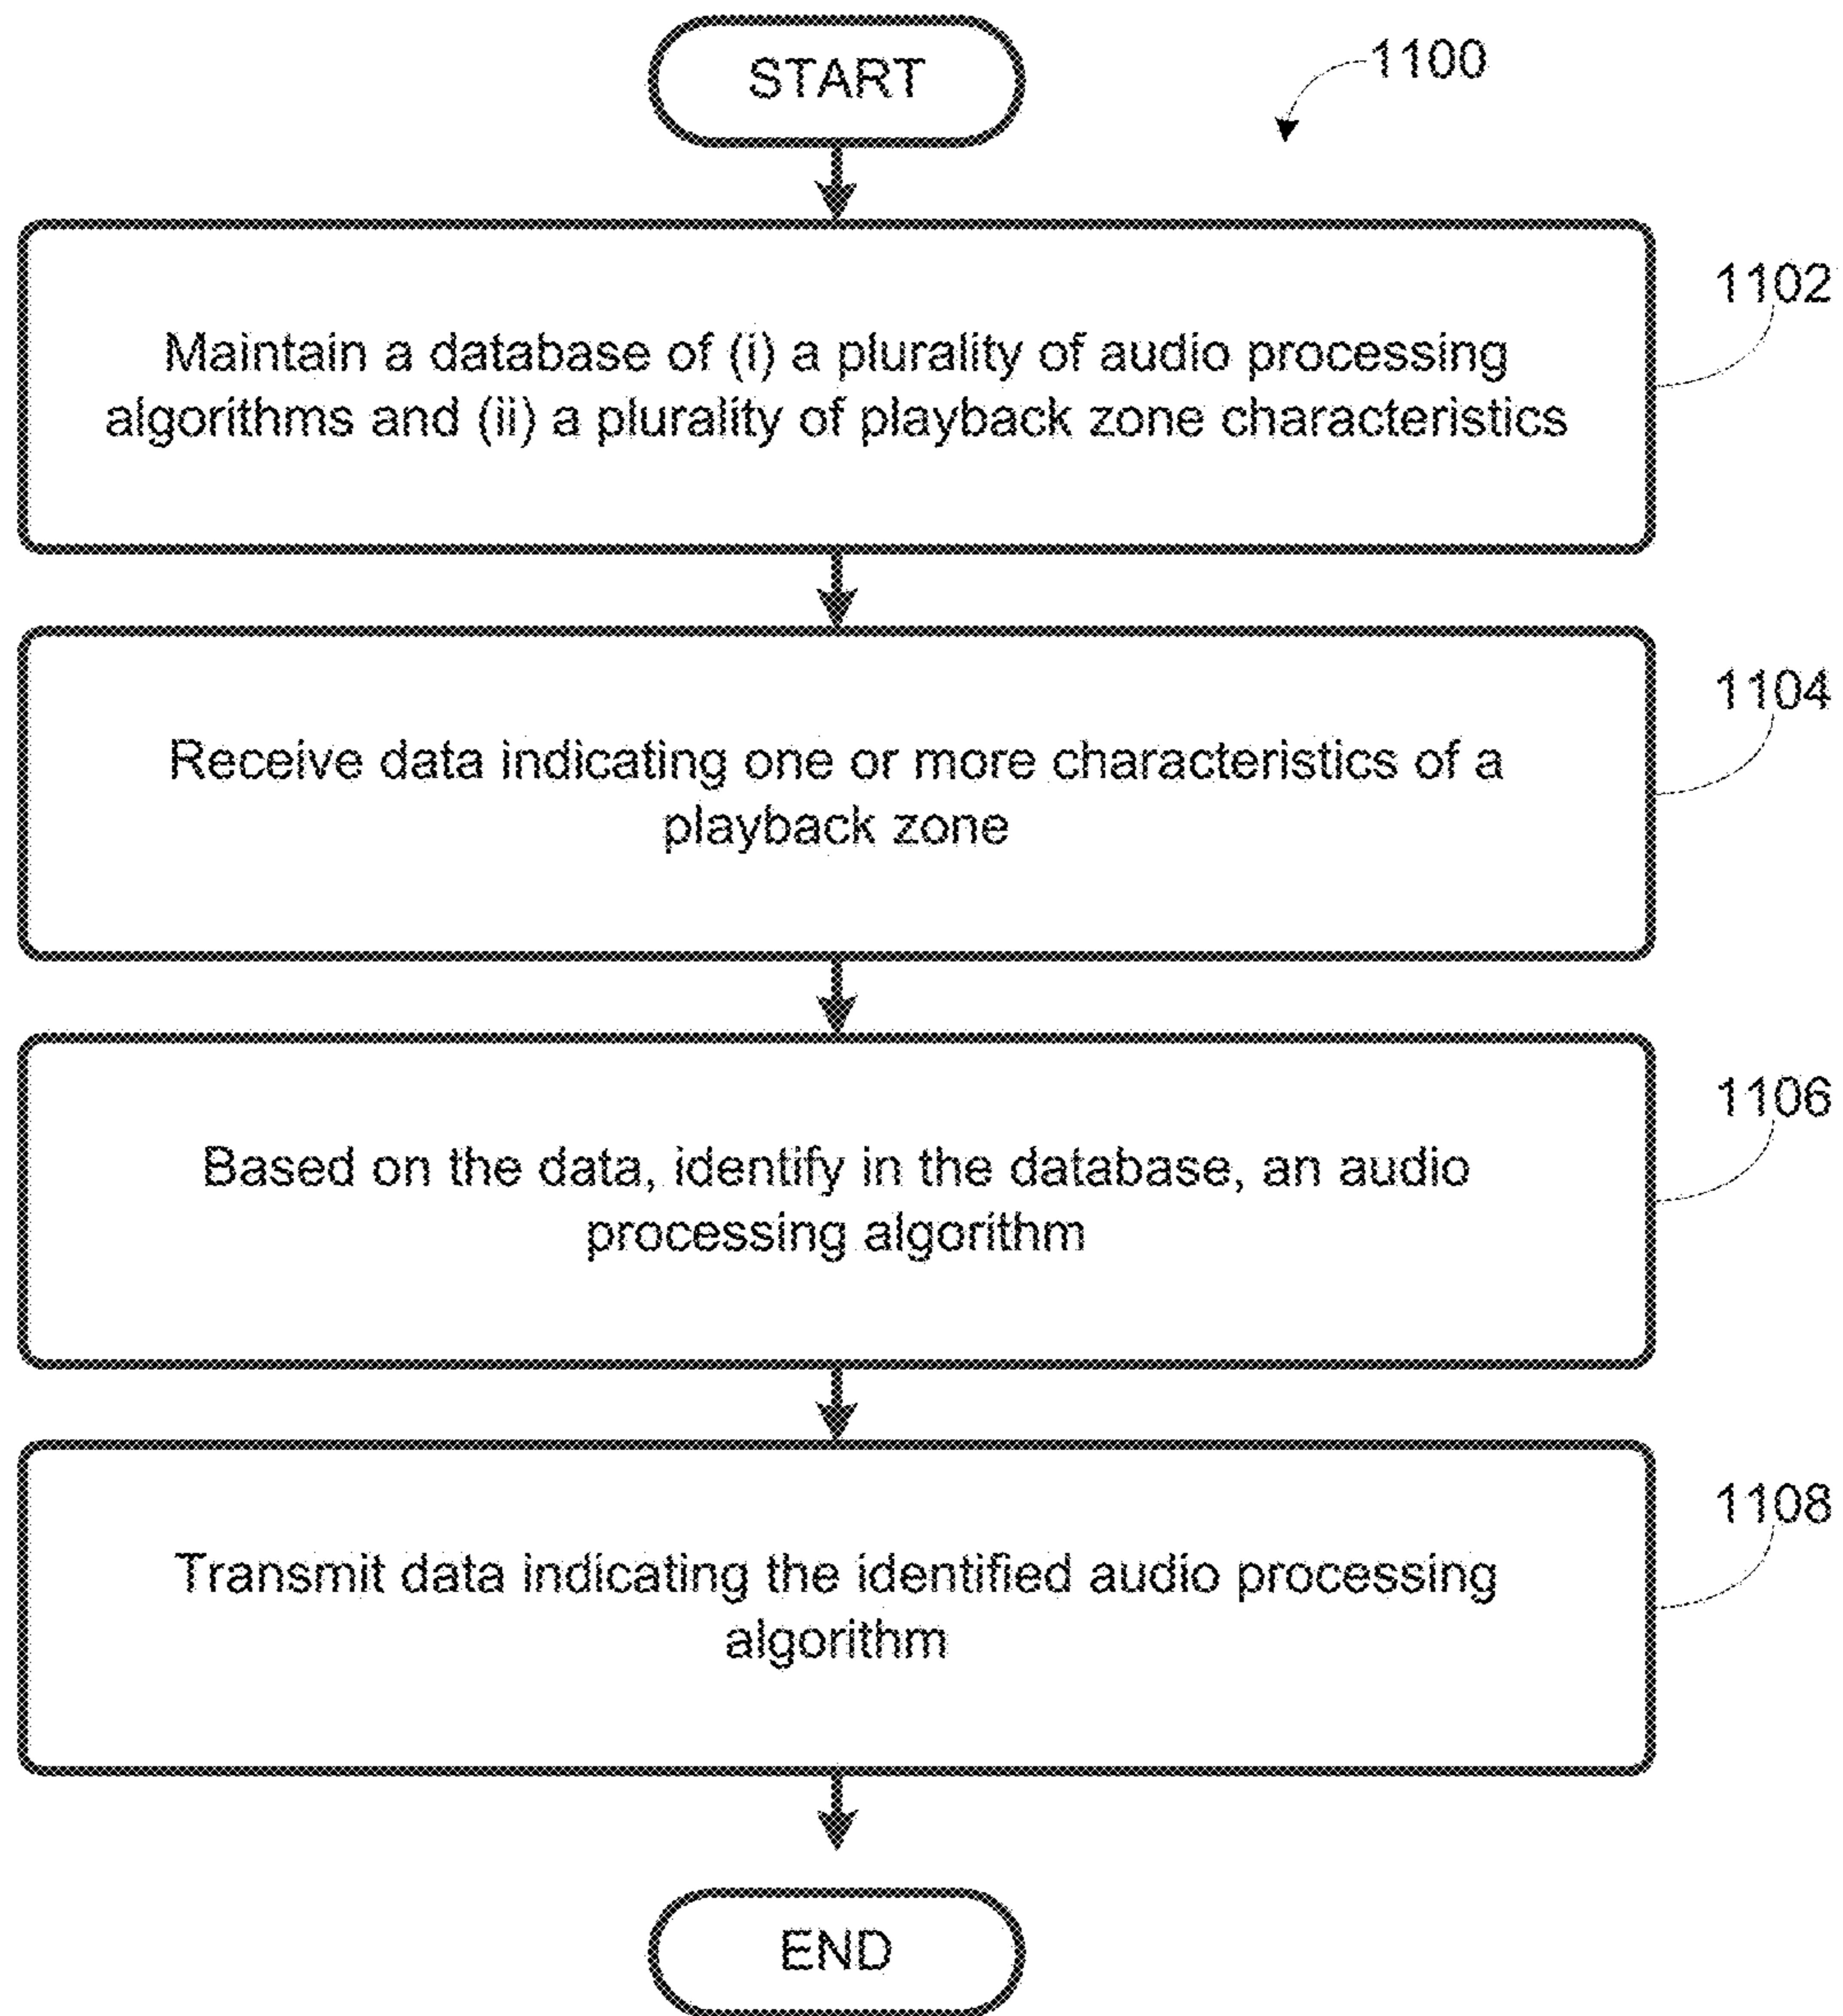 START
1100
Maintain a database of (i) a plurality of audio processing
algorithms and (ii) a plurality of playback zone characteristics
1102
Receive data indicating one or more characteristics of a
playback zone
1104
Based on the data, identify in the database, an audio
processing algorithm
1106
Transmit data indicating the identified audio processing
algorithm
1108
END